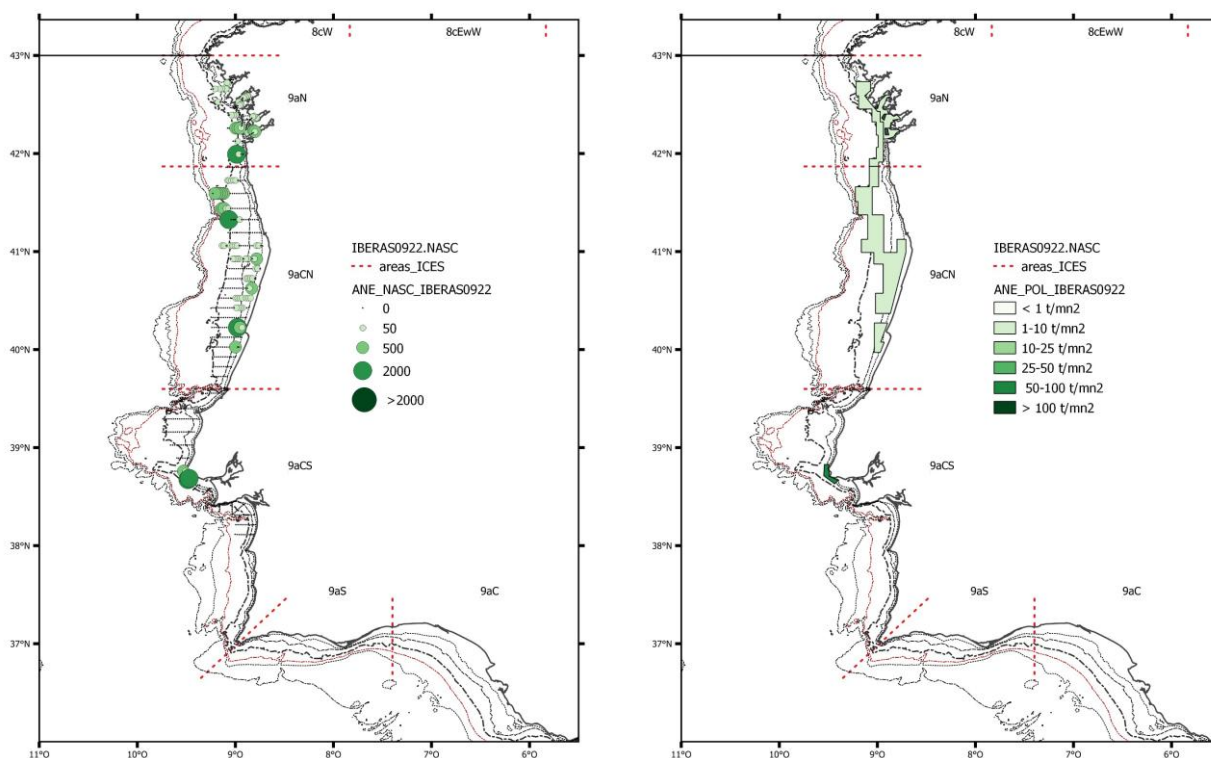 8cW
8cEwW
43°N
9aN
42°N
41°N
9aCN
40°N
39°N
9aCS
38°N
9aS
9aC
37°N
11°O
10°O
9°O
8°O
7°O
6°O
IBERAS0922.NASC
areas_ICES
ANE_NASC_IBERAS0922
0
50
500
2000
>2000
8cW
8cEwW
43°N
9aN
42°N
41°N
9aCN
40°N
39°N
9aCS
38°N
9aS
9aC
37°N
11°O
10°O
9°O
8°O
7°O
6°O
IBERAS0922.NASC
areas_ICES
ANE_POL_IBERAS0922
< 1 t/mn2
1-10 t/mn2
10-25 t/mn2
25-50 t/mn2
50-100 t/mn2
> 100 t/mn2